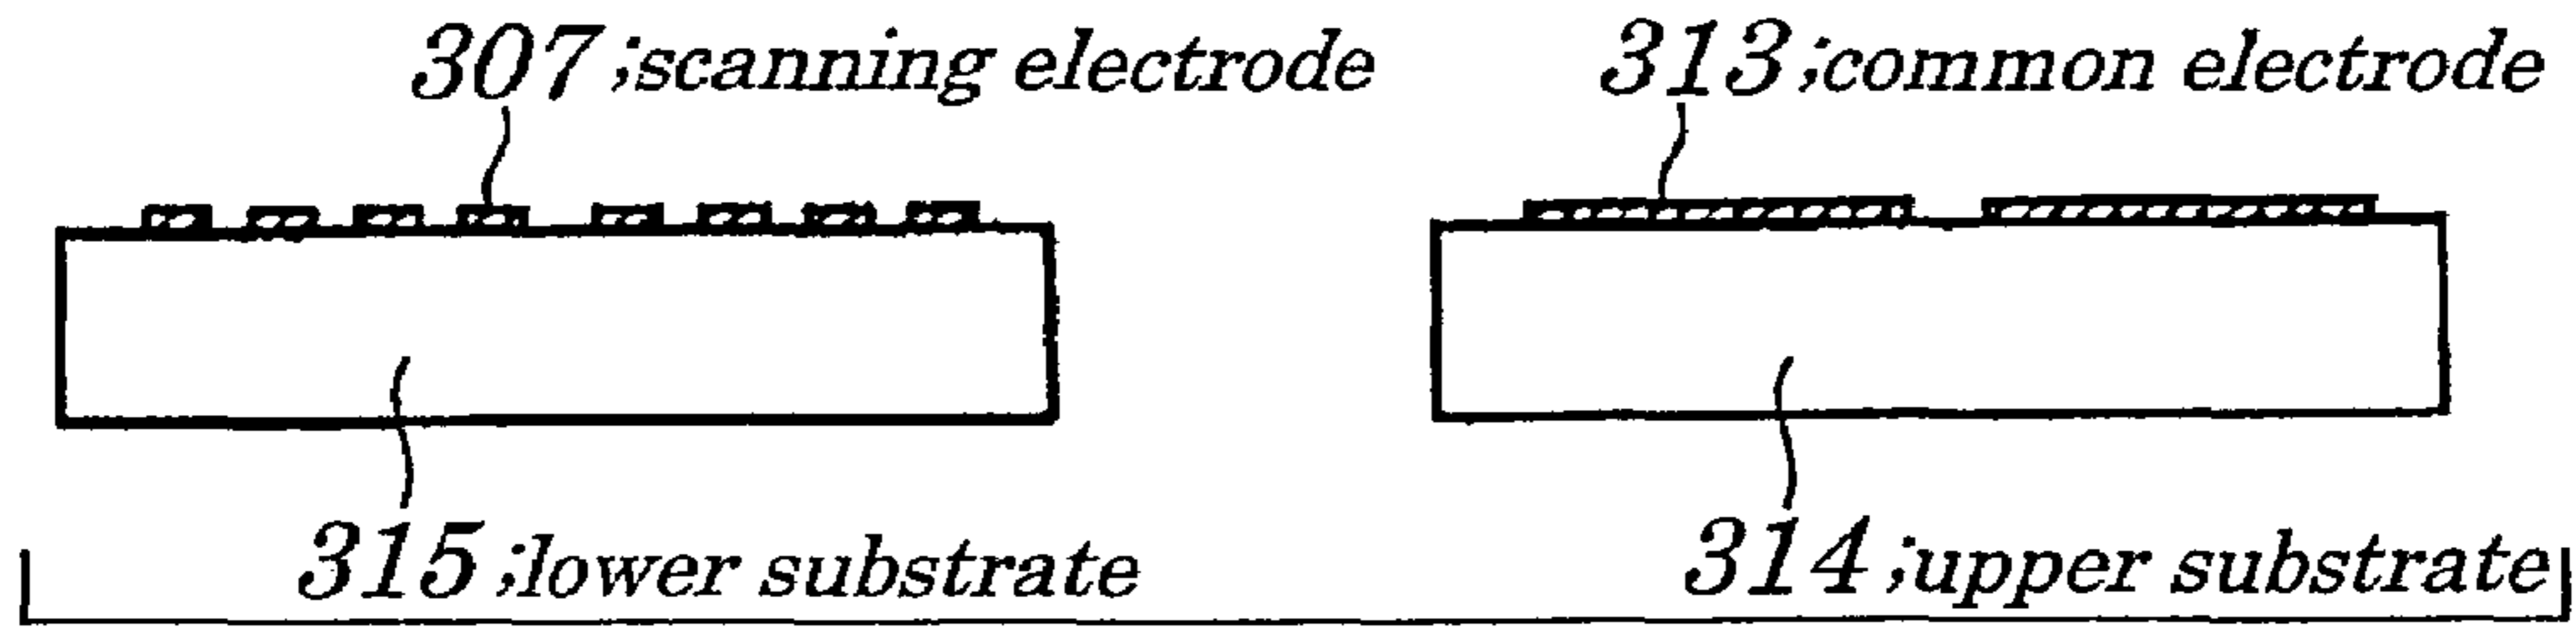 307;scanning electrode
313;common electrode
315;lower substrate
314;upper substrate